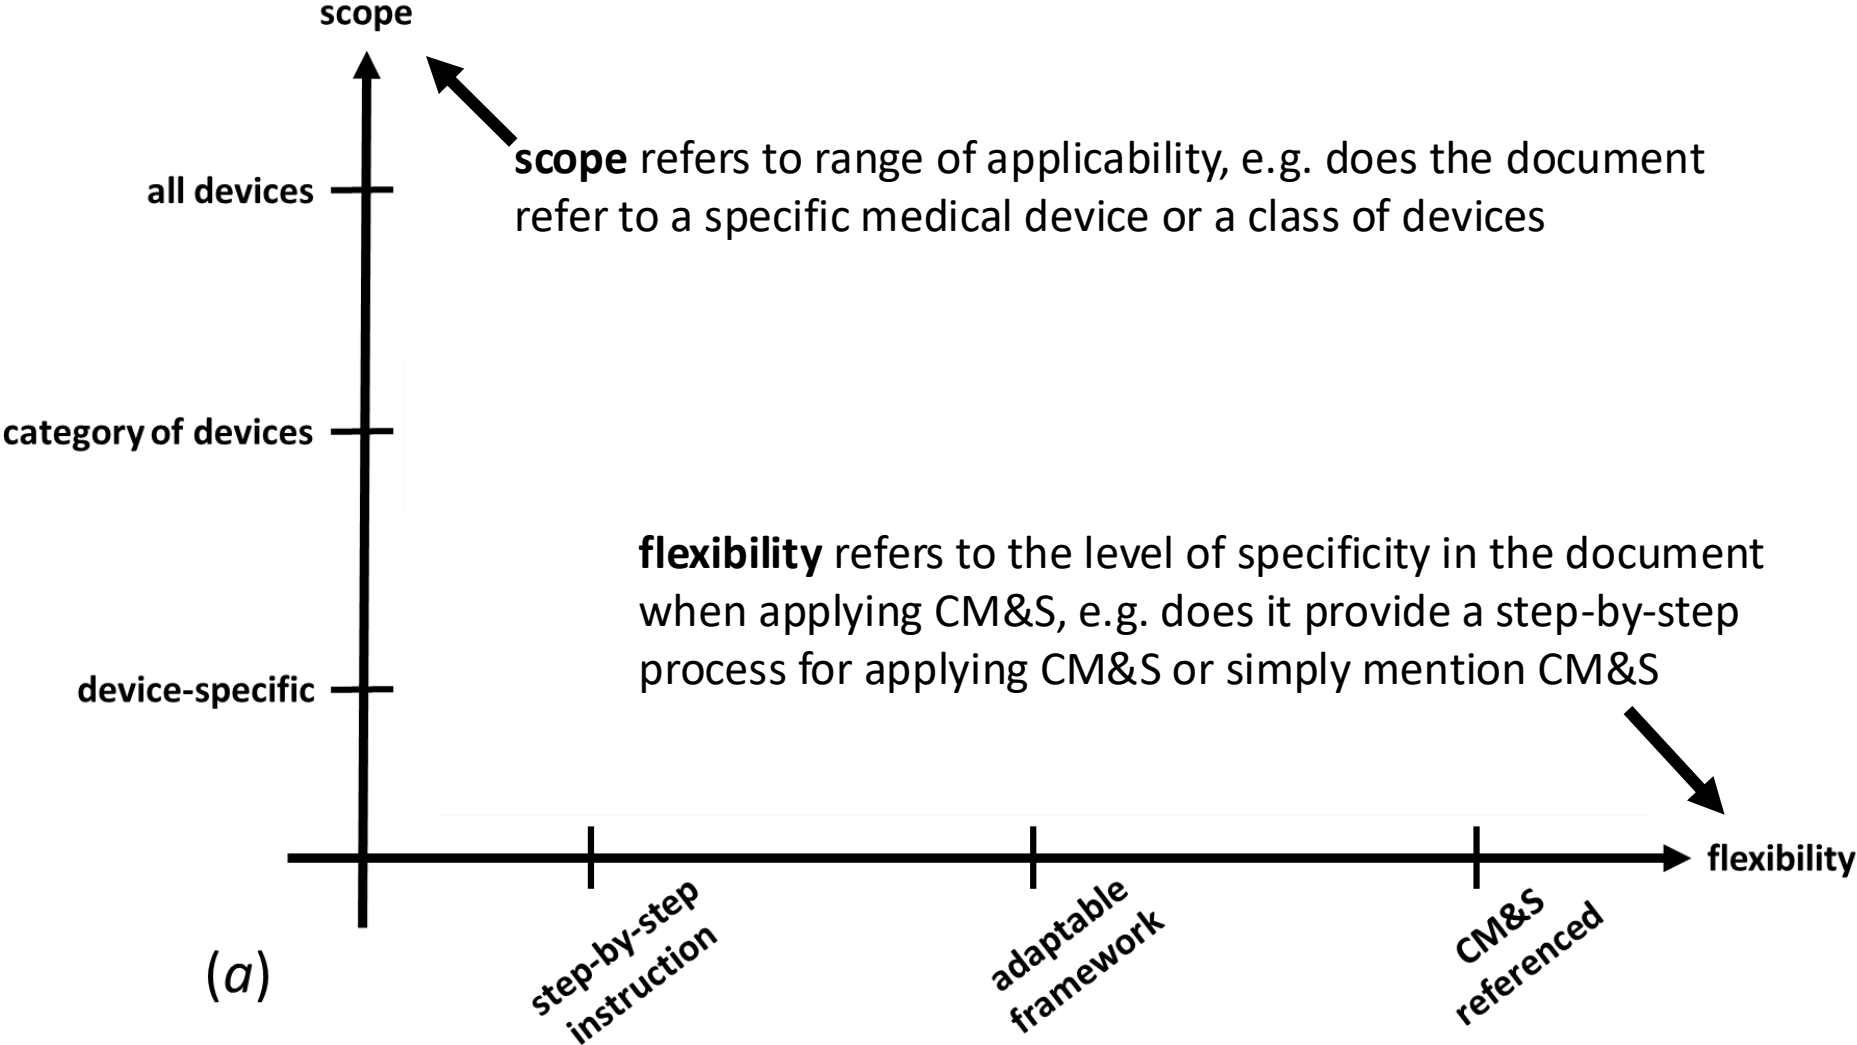 scope
scope refers to range of applicability, e.g. does the document
refer to a specific medical device or a class of devices
all devices
category of devices
flexibility refers to the level of specificity in the document
when applying CM&S, e.g. does it provide a step-by-step
process for applying CM&S or simply mention CM&S
device-specific
flexibility
step-by-step
instruction
adaptable
framework
CM&S
referenced
(a)